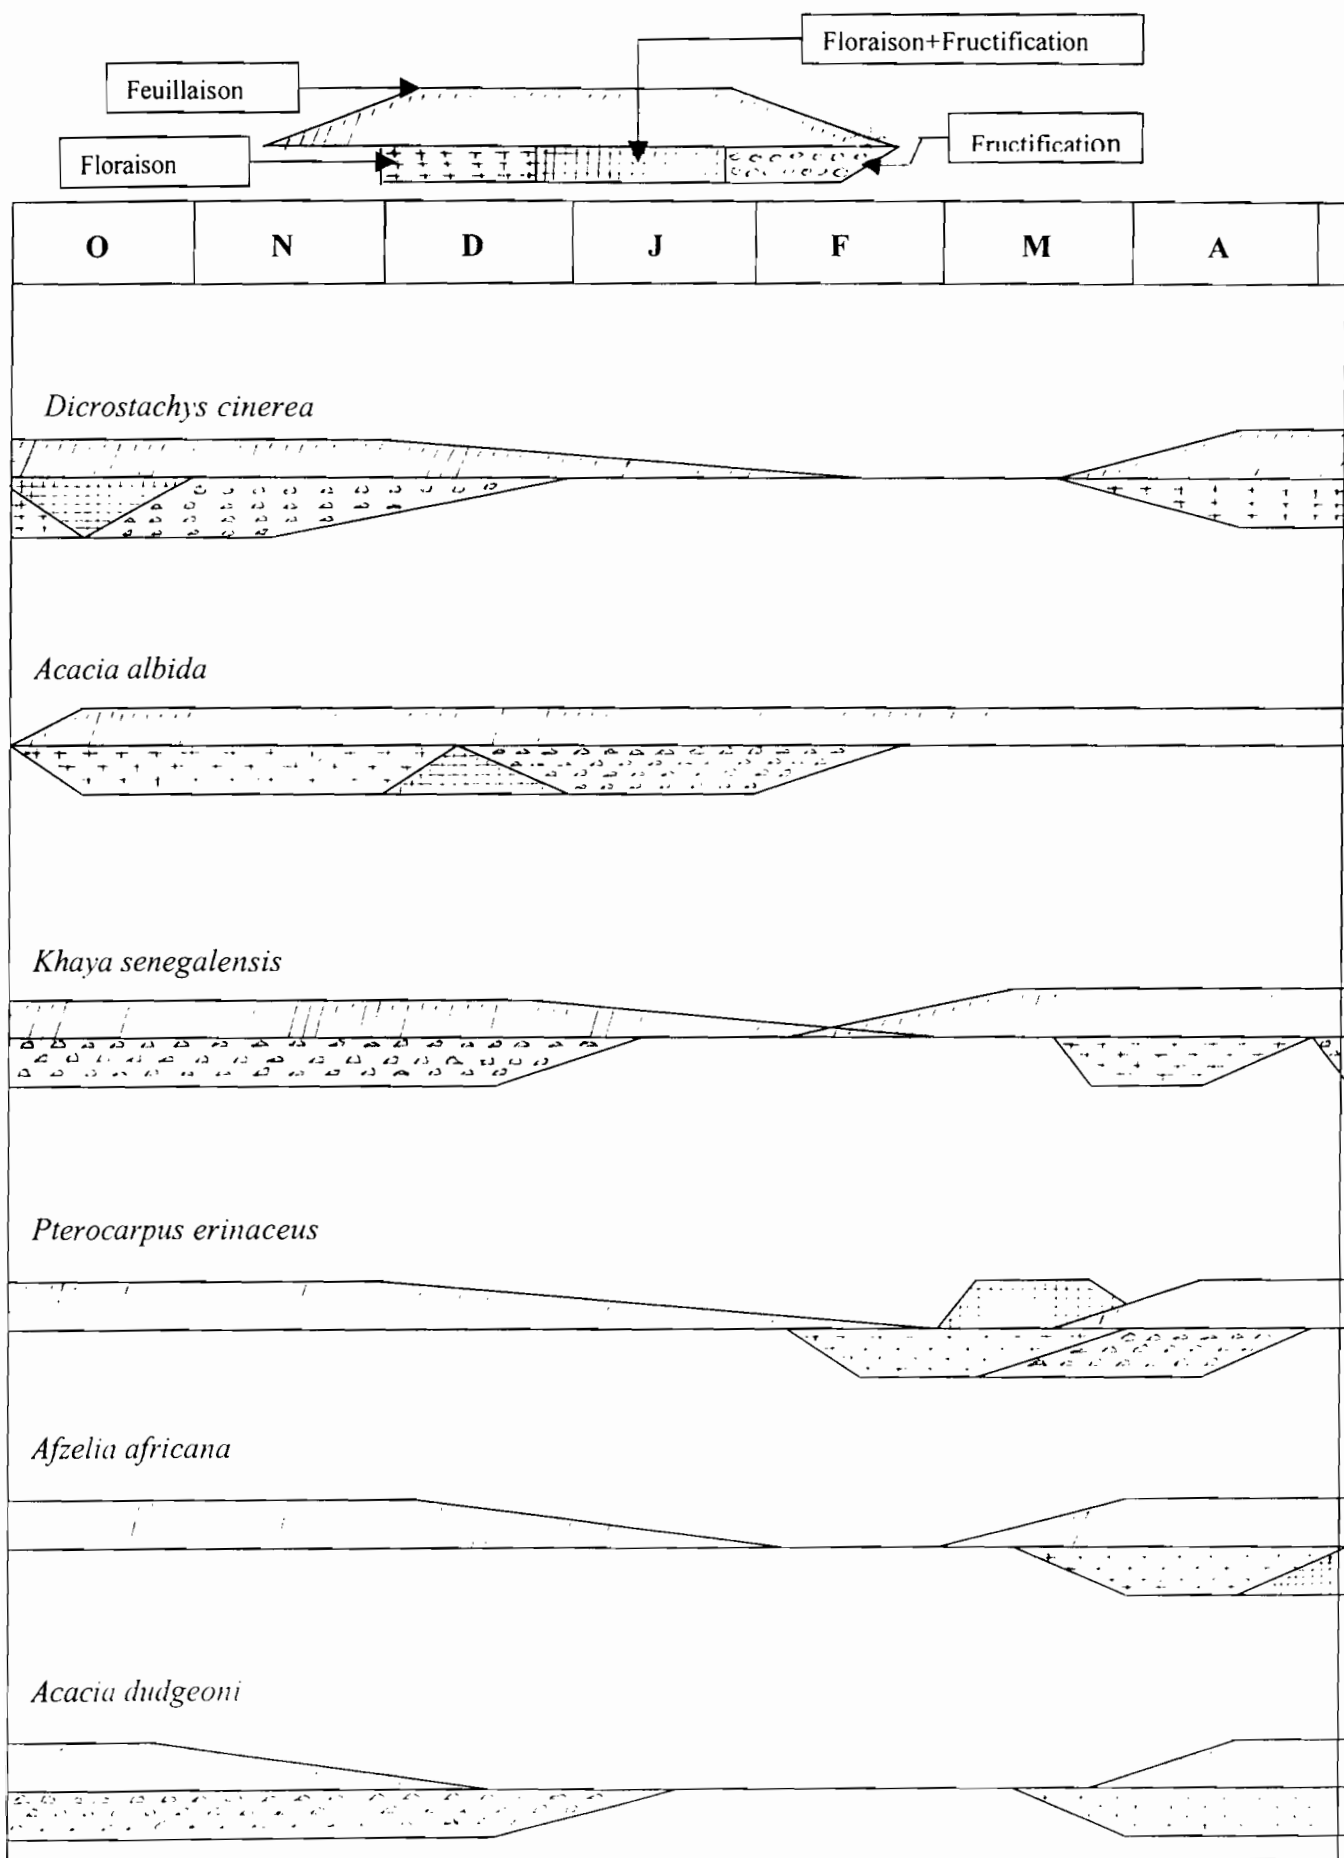 Floraison+Fructification
Feuillaison
Fructification
Floraison
O N D J F M A
Dicrostachys cinerea
Acacia albida
Khaya senegalensis
Pterocarpus erinaceus
Afzelia africana
Acacia dudgeoni